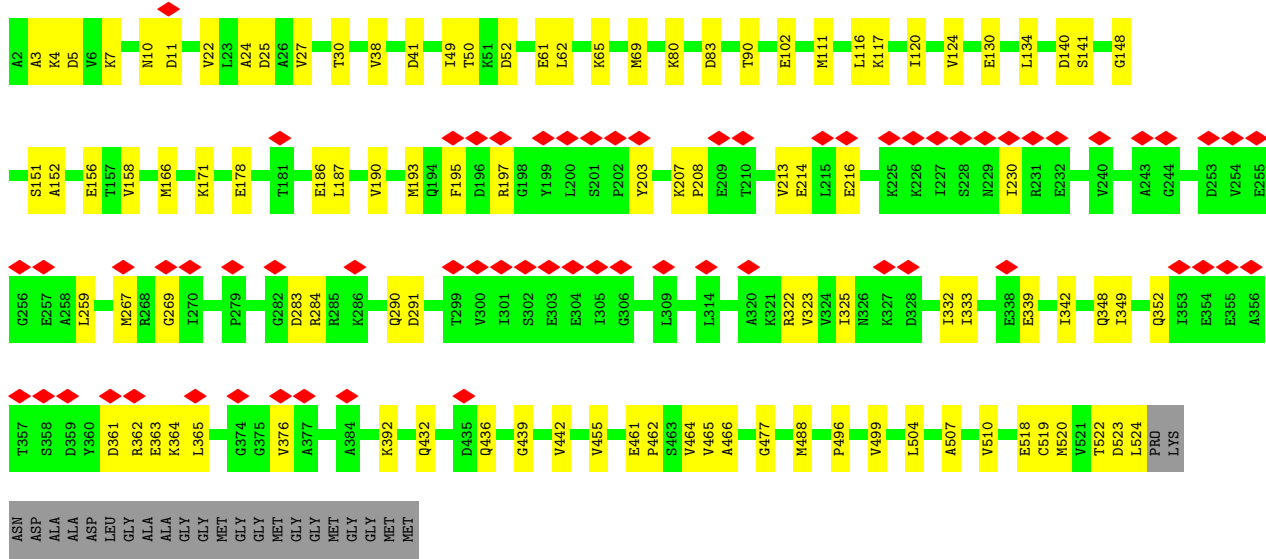 A2 A3 K4 D5 V6 K7 N10 D11 V22 L23 A24 D25 A26 V27 T30 V38 D41 I49 T50 K51 D52 E61 L62 K65 M69 K80 D83 T90 E102 M111 L116 K117 I120 V124 E130 L134 D140 S141 G148
S151 A152 E156 T157 V158 M166 K171 E178 T181 E186 L187 V190 M193 Q194 F195 D196 R197 G198 Y199 L200 S201 P202 Y203 K207 P208 E209 T210 V213 E214 L215 E216 K225 K226 I227 S228 N229 I230 R231 E232 V240 A243 G244 D253 V254 E255
G256 E257 A258 L259 M267 R268 G269 I270 P279 G282 D283 R284 R285 K286 Q290 D291 T299 V300 I301 S302 E303 E304 I305 G306 L309 L314 A320 K321 R322 V323 V324 I325 N326 K327 D328 I332 I333 E338 E339 I342 Q348 I349 Q352 I353 E354 E355 A356
T357 S358 D359 Y360 D361 R362 E363 K364 L365 G374 G375 V376 A377 A384 K392 Q432 D435 Q436 G439 V442 V455 E461 P462 S463 V464 V465 A466 G477 M488 P496 V499 L504 A507 V510 E518 C519 M520 V521 T522 D523 L524 PRO LYS
ASN ASP ALA ALA ASP LEU GLY ALA ALA GLY GLY MET GLY GLY MET GLY GLY MET MET